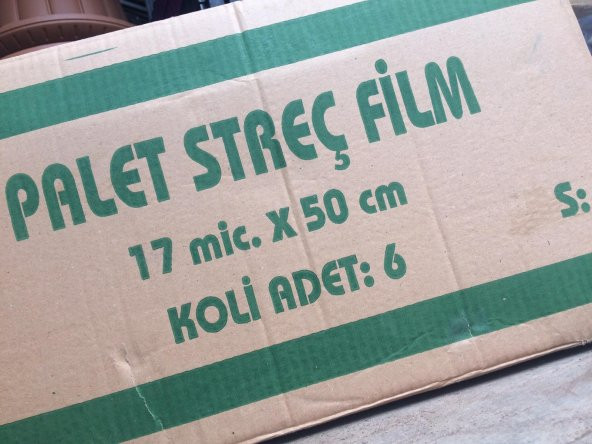 PALET STREÇ FİLM
17 mic. X 50 cm
S:
KOLİ ADET: 6